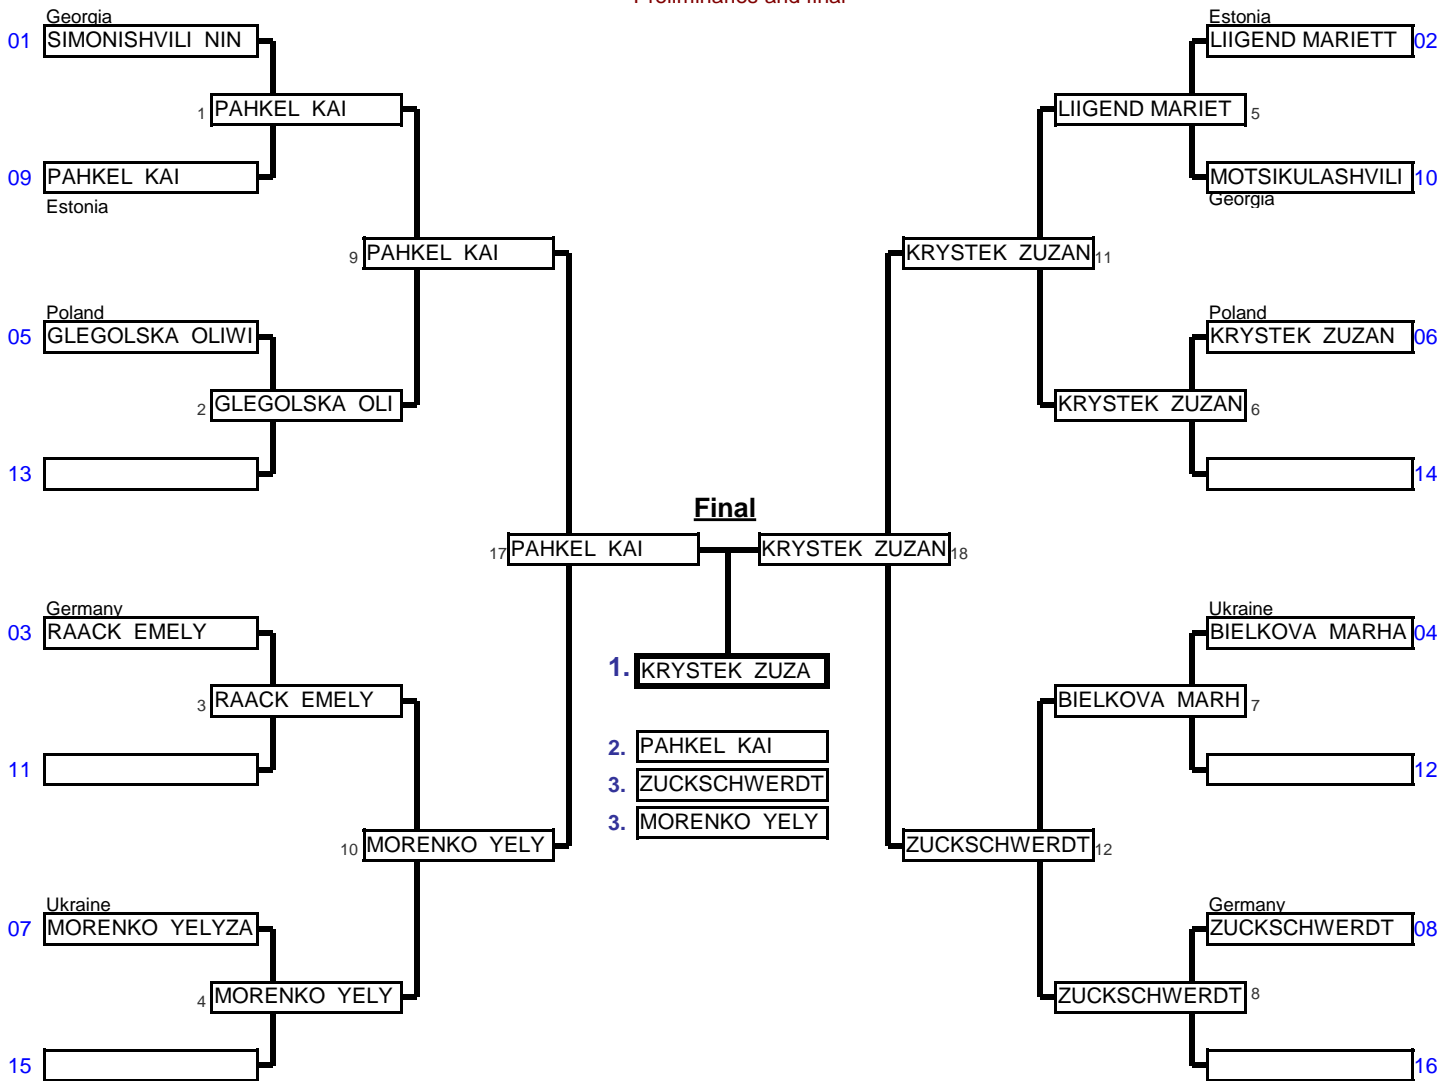 Preliminaries and final
Georgia
01 SIMONISHVILI NIN
1 PAHKEL KAI
09 PAHKEL KAI
Estonia
9 PAHKEL KAI
Poland
05 GLEGOLSKA OLIWI
2 GLEGOLSKA OLI
13
17 PAHKEL KAI
Germany
03 RAACK EMELY
3 RAACK EMELY
11
10 MORENKO YELY
Ukraine
07 MORENKO YELYZA
4 MORENKO YELY
15
Final
1. KRYSTEK ZUZA
2. PAHKEL KAI
3. ZUCKSCHWERDT
3. MORENKO YELY
Estonia
LIIGEND MARIETT 02
LIIGEND MARIET 5
MOTSIKULASHVILI 10
Georgia
KRYSTEK ZUZAN 11
Poland
KRYSTEK ZUZAN 06
KRYSTEK ZUZAN 6
14
KRYSTEK ZUZAN 18
Ukraine
BIELKOVA MARHA 04
BIELKOVA MARH 7
12
ZUCKSCHWERDT 12
Germany
ZUCKSCHWERDT 08
ZUCKSCHWERDT 8
16